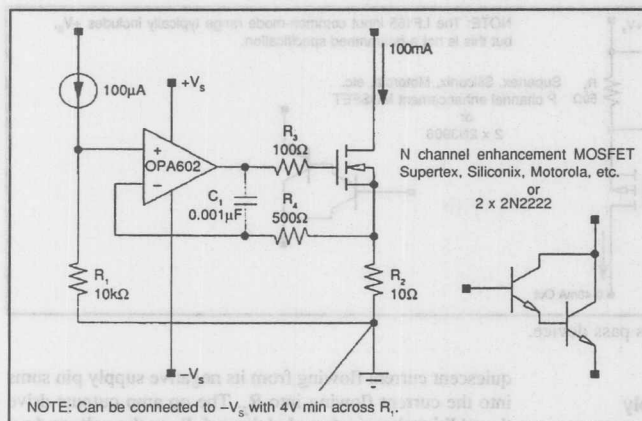 100mA
100µA
+Vs
+
OPA602
–
R3
100Ω
C1
0.001µF
R4
500Ω
N channel enhancement MOSFET
Supertex, Siliconix, Motorola, etc.
or
2 x 2N2222
R1
10kΩ
R2
10Ω
–Vs
NOTE: Can be connected to –Vs with 4V min across R1.